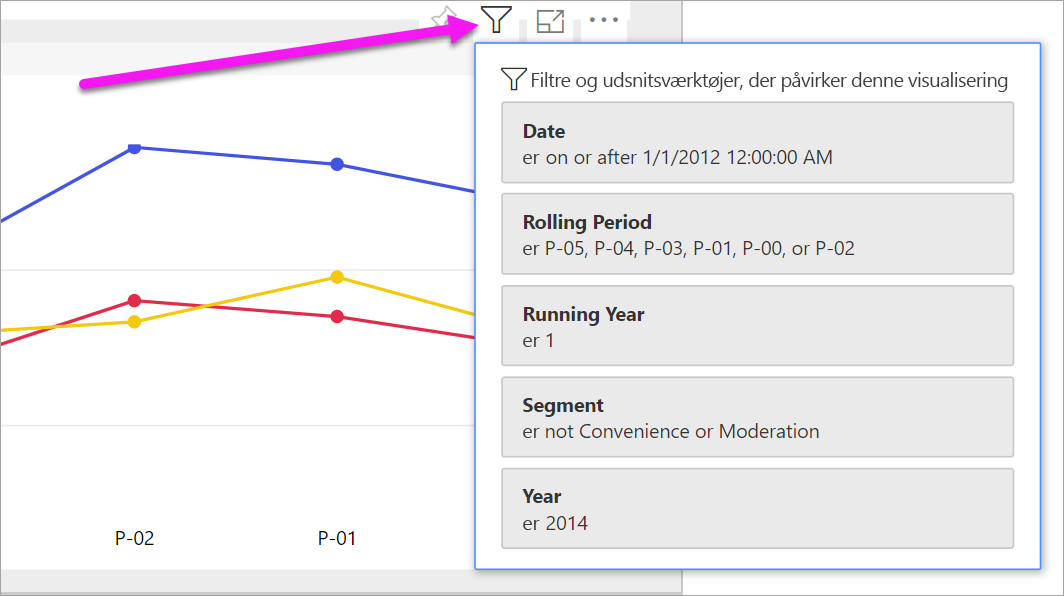 Filtre og udsnitsværktøjer, der påvirker denne visualisering
Date
er on or after 1/1/2012 12:00:00 AM
Rolling Period
er P-05, P-04, P-03, P-01, P-00, or P-02
Running Year
er 1
Segment
er not Convenience or Moderation
Year
er 2014
P-02
P-01